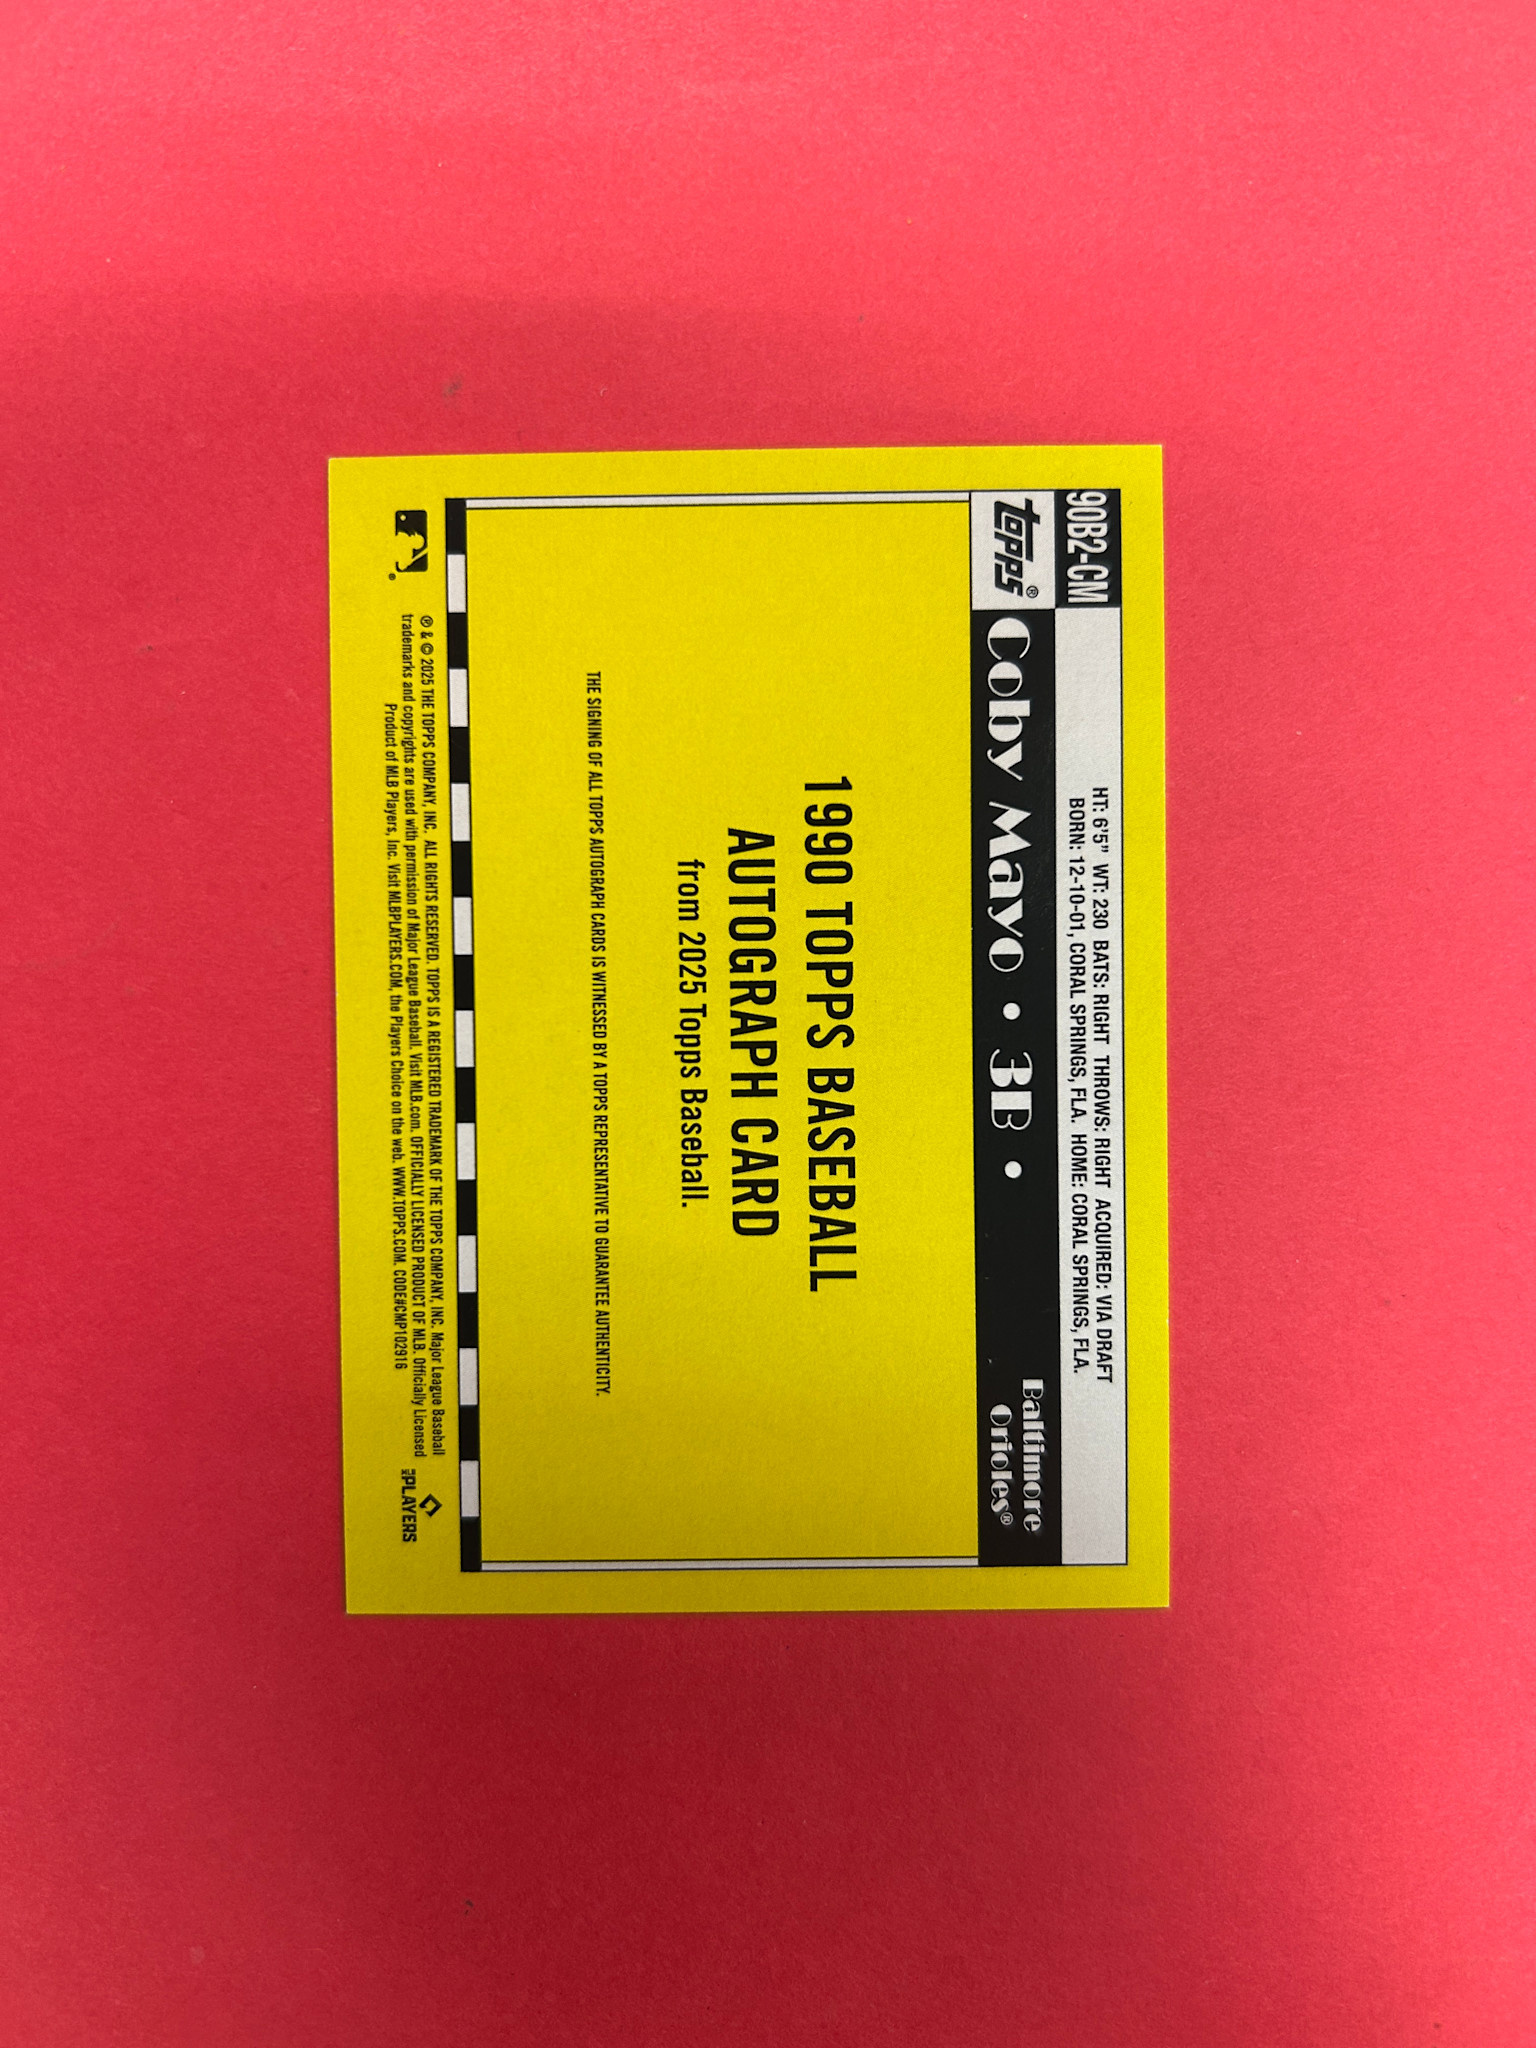 90B2-CM
HT: 6'5" WT: 230 BATS: RIGHT THROWS: RIGHT ACQUIRED: VIA DRAFT
BORN: 12-10-01, CORAL SPRINGS, FLA. HOME: CORAL SPRINGS, FLA.
topps®
Coby Mayo • 3B •
Baltimore
Orioles®
1990 TOPPS BASEBALL
AUTOGRAPH CARD
from 2025 Topps Baseball.
THE SIGNING OF ALL TOPPS AUTOGRAPH CARDS IS WITNESSED BY A TOPPS REPRESENTATIVE TO GUARANTEE AUTHENTICITY.
® & © 2025 THE TOPPS COMPANY, INC. ALL RIGHTS RESERVED. TOPPS IS A REGISTERED TRADEMARK OF THE TOPPS COMPANY, INC. Major League Baseball
trademarks and copyrights are used with permission of Major League Baseball. Visit MLB.com. OFFICIALLY LICENSED PRODUCT OF MLB. Officially Licensed
Product of MLB Players, Inc. Visit MLBPLAYERS.COM, the Players Choice on the web. WWW.TOPPS.COM. CODE#CMP102916
®
MLB PLAYERS